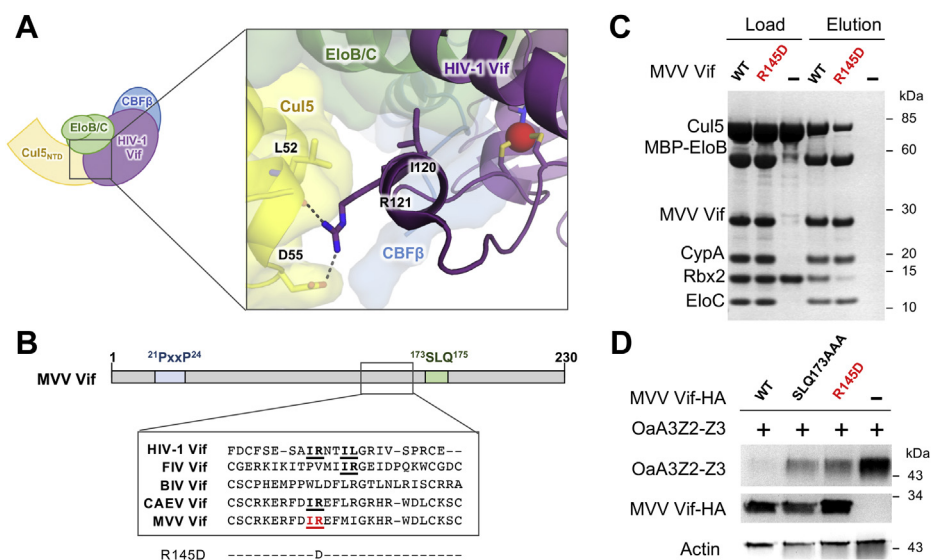 A
CBFβ
EloB/C
HIV-1
Vif
Cul5NTD
EloB/C
HIV-1 Vif
Cul5
L52
I120
R121
D55
CBFβ
B
1
21PxxP24
173SLQ175
230
MVV Vif
HIV-1 Vif FDCFSE-SAIRNTILGRIV-SPRCE--
FIV Vif CGERKIKITPVMIIRGEIDPQKWCGDC
BIV Vif CSCPHEMPPWLDFLRGTLNLRISCRRA
CAEV Vif CSCRKERFDIREFLRGRHR-WDLCKSC
MVV Vif CSCRKERFDIREFMIGKHR-WDLCKSC
R145D ----------D----------------
C
Load Elution
MVV Vif WT R145D – WT R145D –
kDa
Cul5 85
MBP-EloB 60
MVV Vif 30
CypA 20
Rbx2 15
EloC 10
D
MVV Vif-HA WT SLQ173AAA R145D –
OaA3Z2-Z3 + + + +
kDa
OaA3Z2-Z3 43
34
MVV Vif-HA
Actin 43